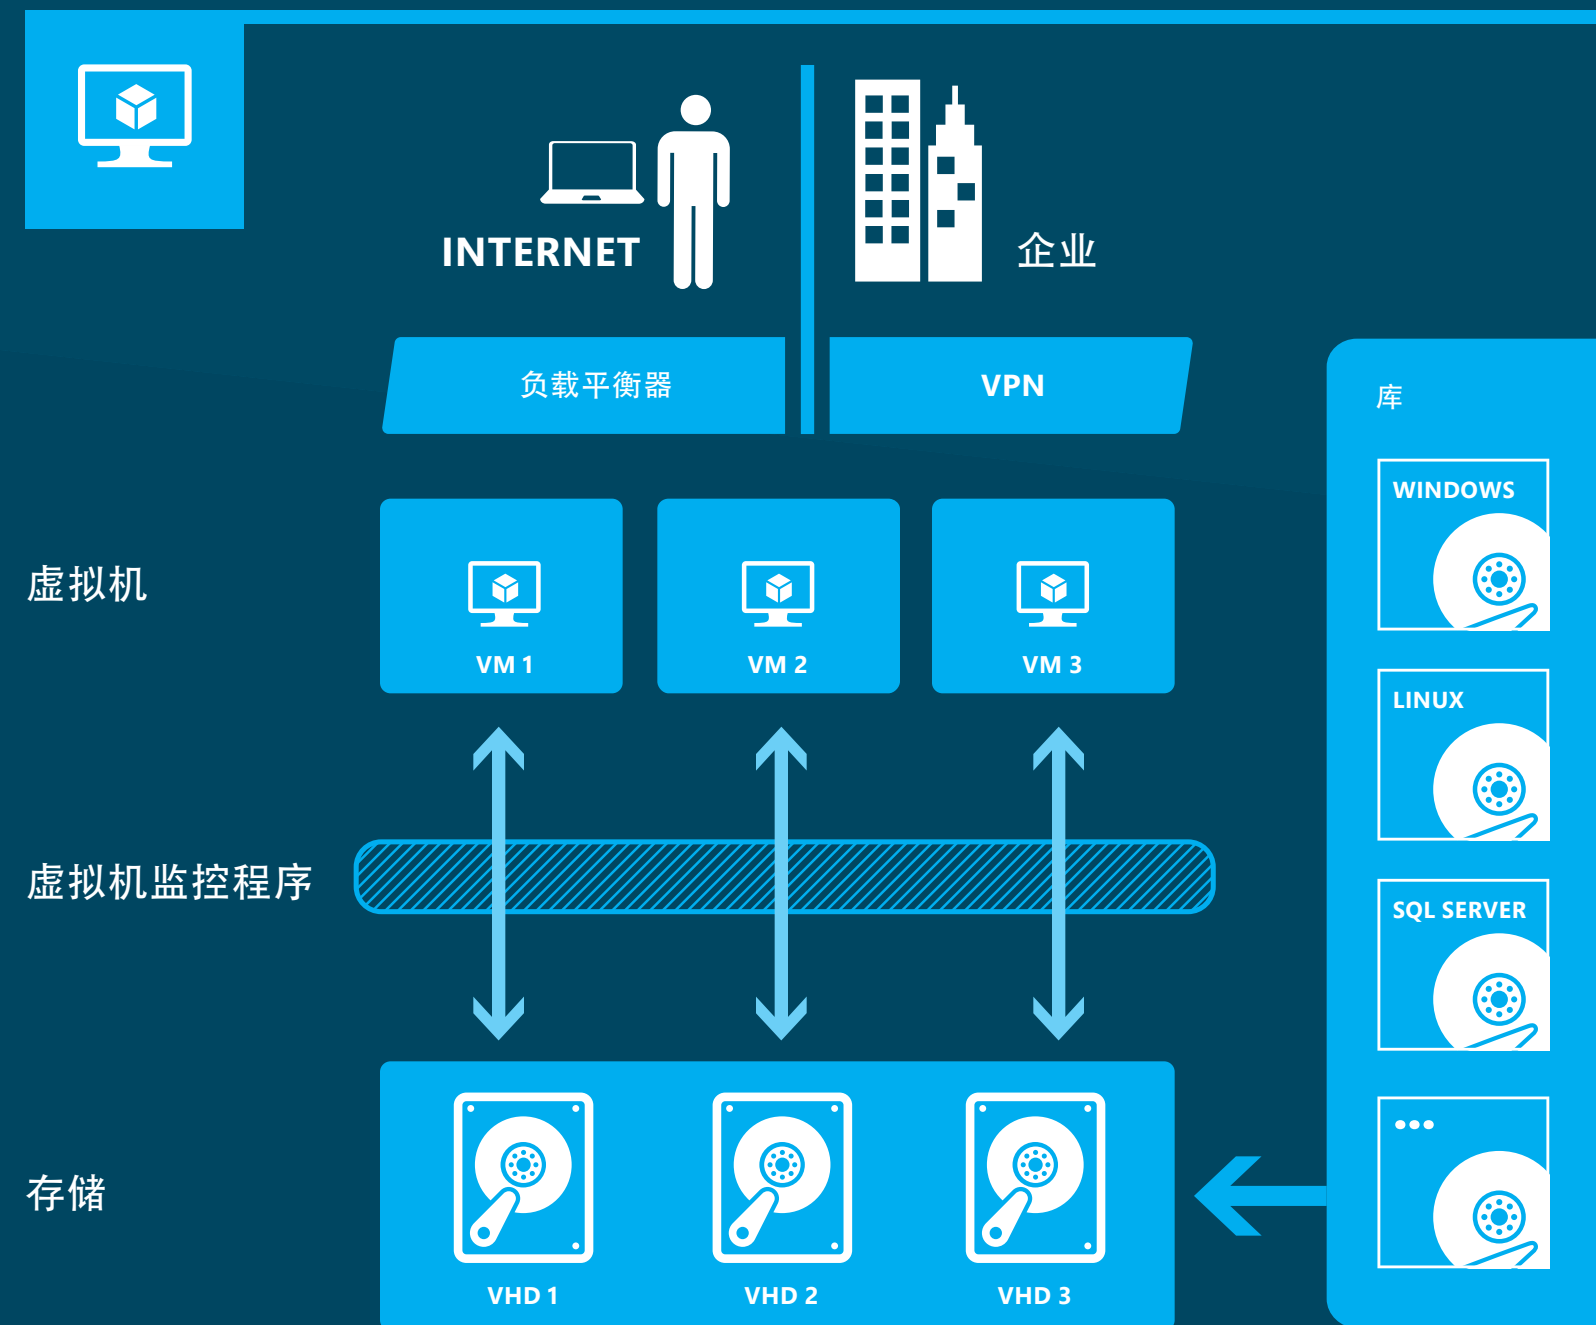 INTERNET
企业
负载平衡器
VPN
库
WINDOWS
虚拟机
VM 1
VM 2
VM 3
LINUX
虚拟机监控程序
SQL SERVER
•••
存储
VHD 1
VHD 2
VHD 3